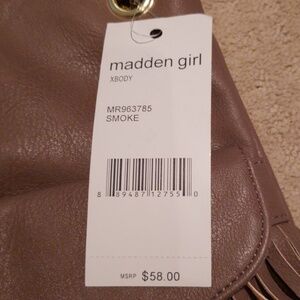 madden girl
XBODY
MR963785
SMOKE
8 89487 12755 0
MSRP $58.00